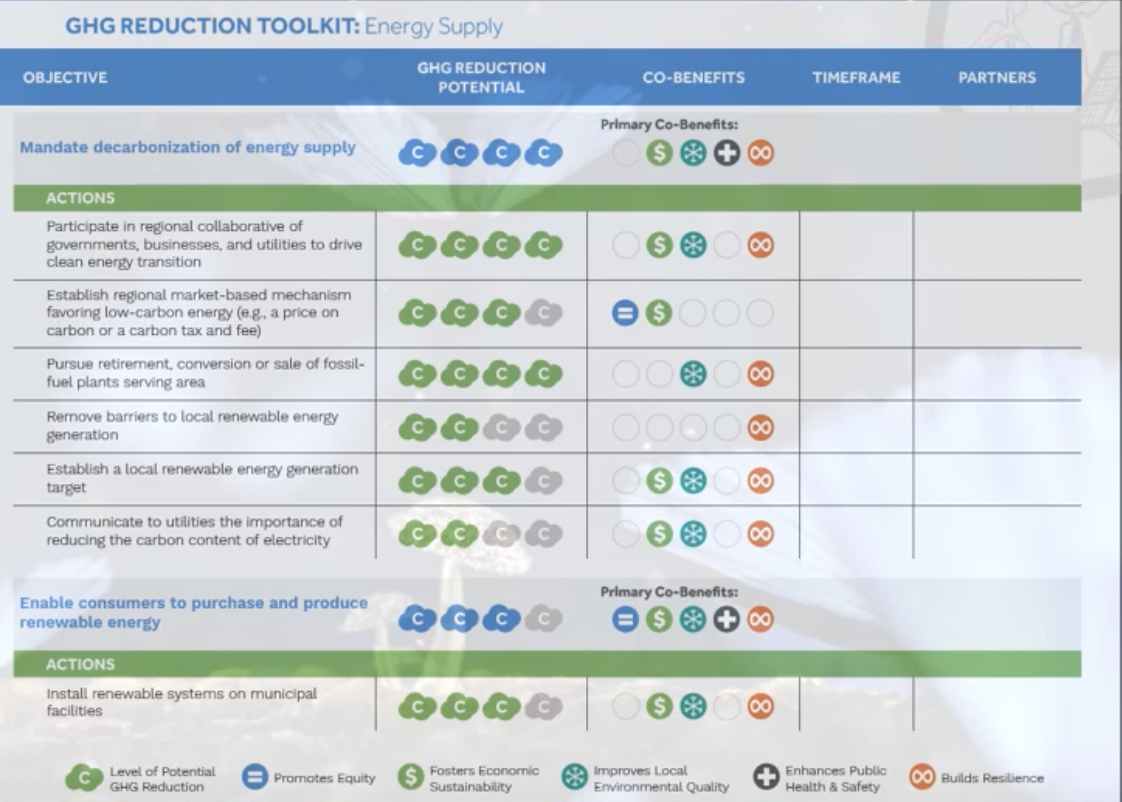 GHG REDUCTION TOOLKIT: Energy Supply
OBJECTIVE
GHG REDUCTION
POTENTIAL
CO-BENEFITS
TIMEFRAME
PARTNERS
Mandate decarbonization of energy supply
C C C C
Primary Co-Benefits:
$
ACTIONS
Participate in regional collaborative of
governments, businesses, and utilities to drive
clean energy transition
C C C C
$
Establish regional market-based mechanism
favoring low-carbon energy (e.g., a price on
carbon or a carbon tax and fee)
C C C C
$
Pursue retirement, conversion or sale of fossil-
fuel plants serving area
C C C C
Remove barriers to local renewable energy
generation
C C C C
Establish a local renewable energy generation
target
C C C C
$
Communicate to utilities the importance of
reducing the carbon content of electricity
C C C C
$
Enable consumers to purchase and produce
renewable energy
C C C C
Primary Co-Benefits:
$
ACTIONS
Install renewable systems on municipal
facilities
C C C C
$
C Level of Potential
GHG Reduction
Promotes Equity
$ Fosters Economic
Sustainability
Improves Local
Environmental Quality
Enhances Public
Health & Safety
Builds Resilience